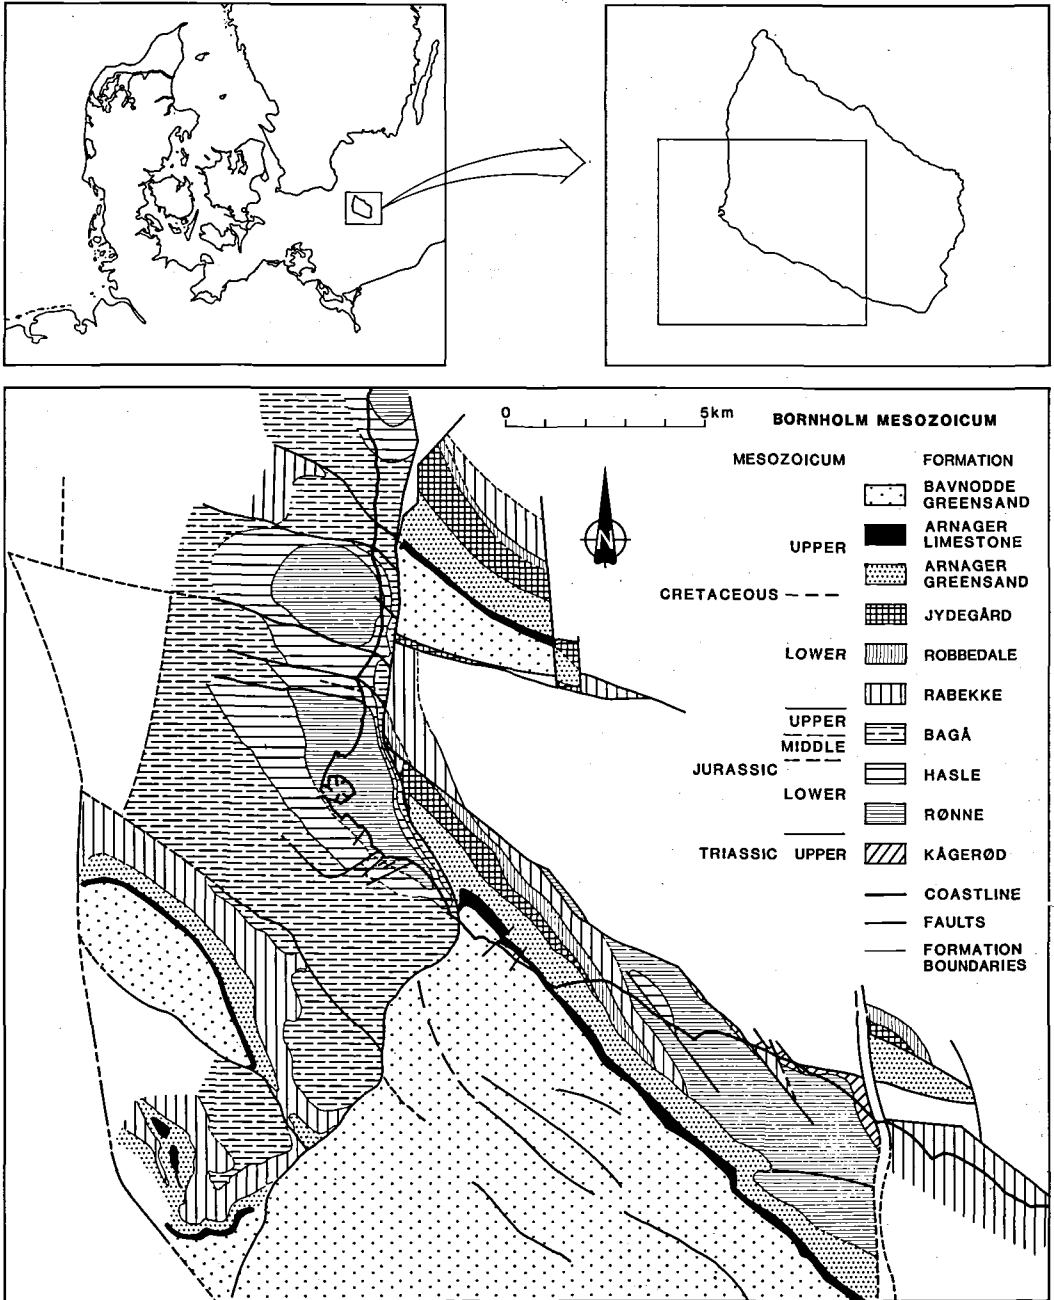 0 5km
BORNHOLM MESOZOICUM
MESOZOICUM FORMATION
BAVNODDE
GREENSAND
ARNAGER
LIMESTONE
UPPER
ARNAGER
GREENSAND
CRETACEOUS
JYDEGÅRD
LOWER ROBBEDALE
RABEKKE
UPPER
BAGÅ
MIDDLE
JURASSIC HASLE
LOWER
RØNNE
TRIASSIC UPPER KÅGERØD
COASTLINE
FAULTS
FORMATION
BOUNDARIES
N